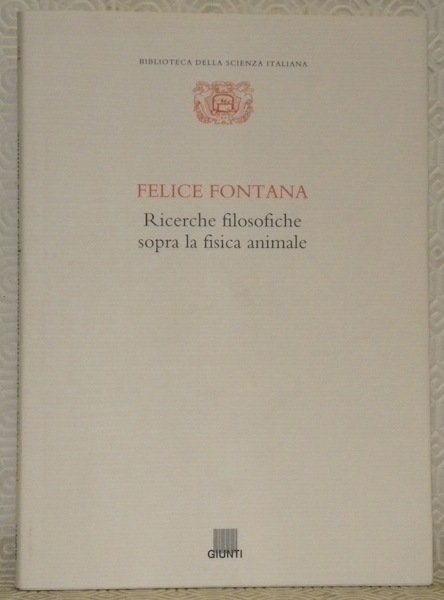 BIBLIOTECA DELLA SCIENZA ITALIANA
FELICE FONTANA
Ricerche filosofiche
sopra la fisica animale
GIUNTI